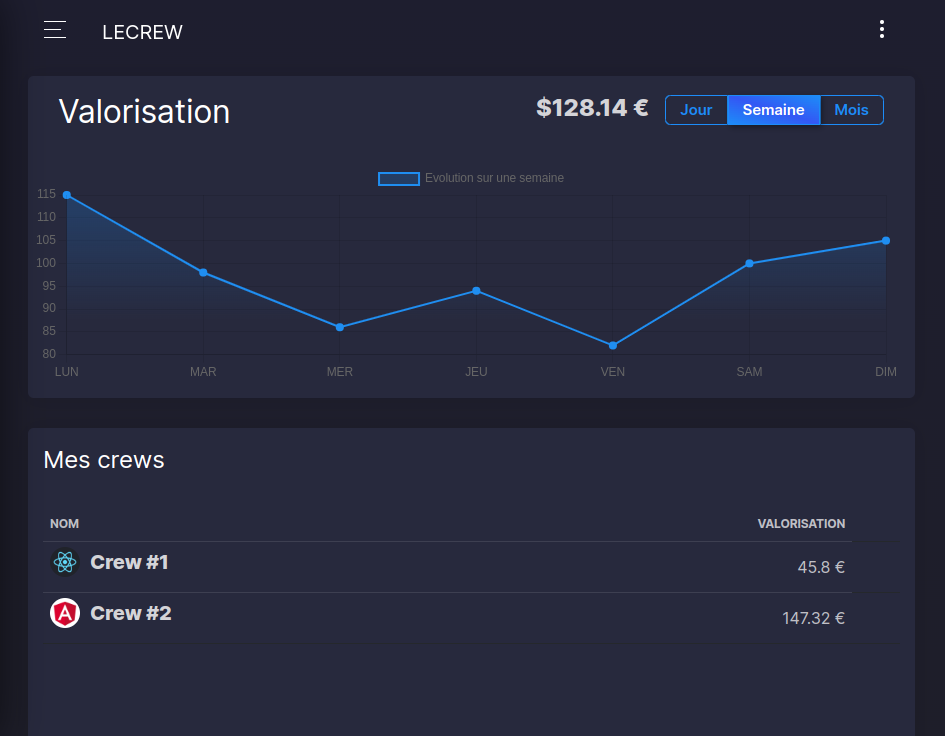 LECREW
Valorisation
$128.14 €
Jour Semaine Mois
Evolution sur une semaine
115
110
105
100
95
90
85
80
LUN MAR MER JEU VEN SAM DIM
Mes crews
NOM VALORISATION
Crew #1 45.8 €
Crew #2 147.32 €